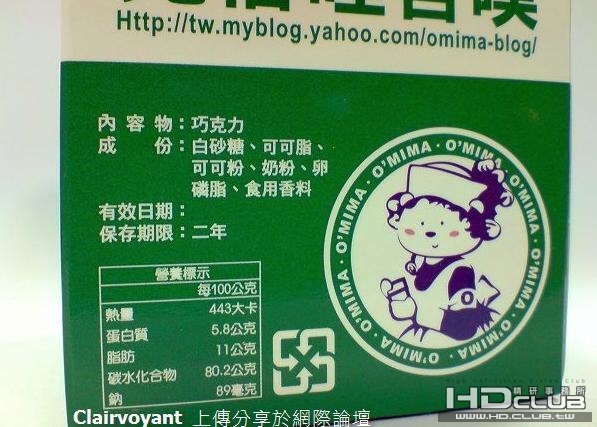 Http://tw.myblog.yahoo.com/omima-blog/
內容物：巧克力
成份：白砂糖、可可脂、
可可粉、奶粉、卵
磷脂、食用香料
有效日期：
保存期限：二年
營養標示
每100公克
熱量 443大卡
蛋白質 5.8公克
脂肪 11公克
碳水化合物 80.2公克
鈉 89毫克
O'MIMA · O'MIMA · O'MIMA · O'MIMA · O'MIMA · O'MIMA · O'MIMA · O'MIMA
Clairvoyant 上傳分享於網際論壇
HDCLUB
WWW.HD.CLUB.TW